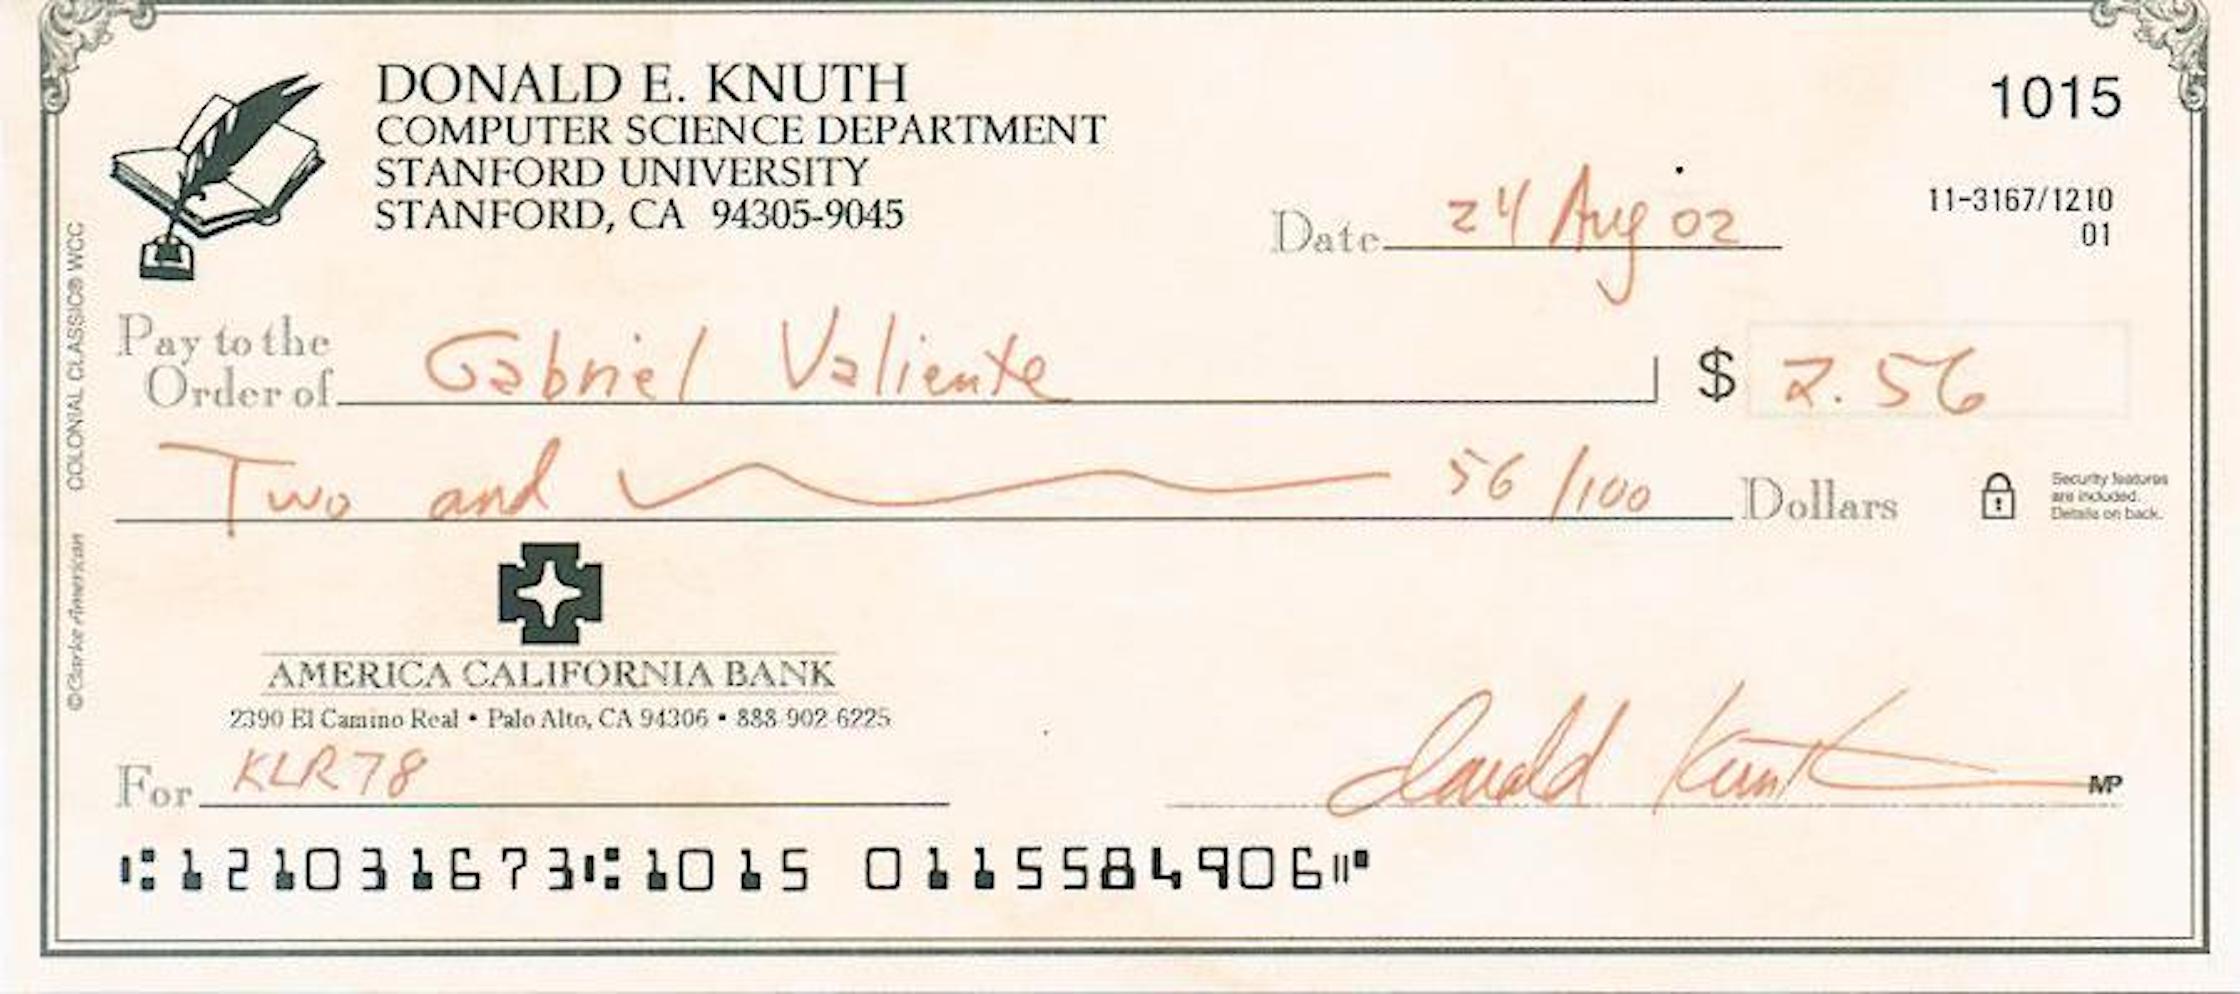 DONALD E. KNUTH
COMPUTER SCIENCE DEPARTMENT
STANFORD UNIVERSITY
STANFORD, CA 94305-9045
1015
11-3167/1210
01
Date 24 Aug 02
Pay to the
Order of Gabriel Valiente $ 2.56
Two and 56/100 Dollars
Security features
are included.
Details on back.
AMERICA CALIFORNIA BANK
2390 El Camino Real • Palo Alto, CA 94306 • 888-902-6225
For KLR78
Donald Knuth
MP
⑆121031673⑆1015 0115584906⑈
©Clarke American COLONIAL CLASSIC® WCC